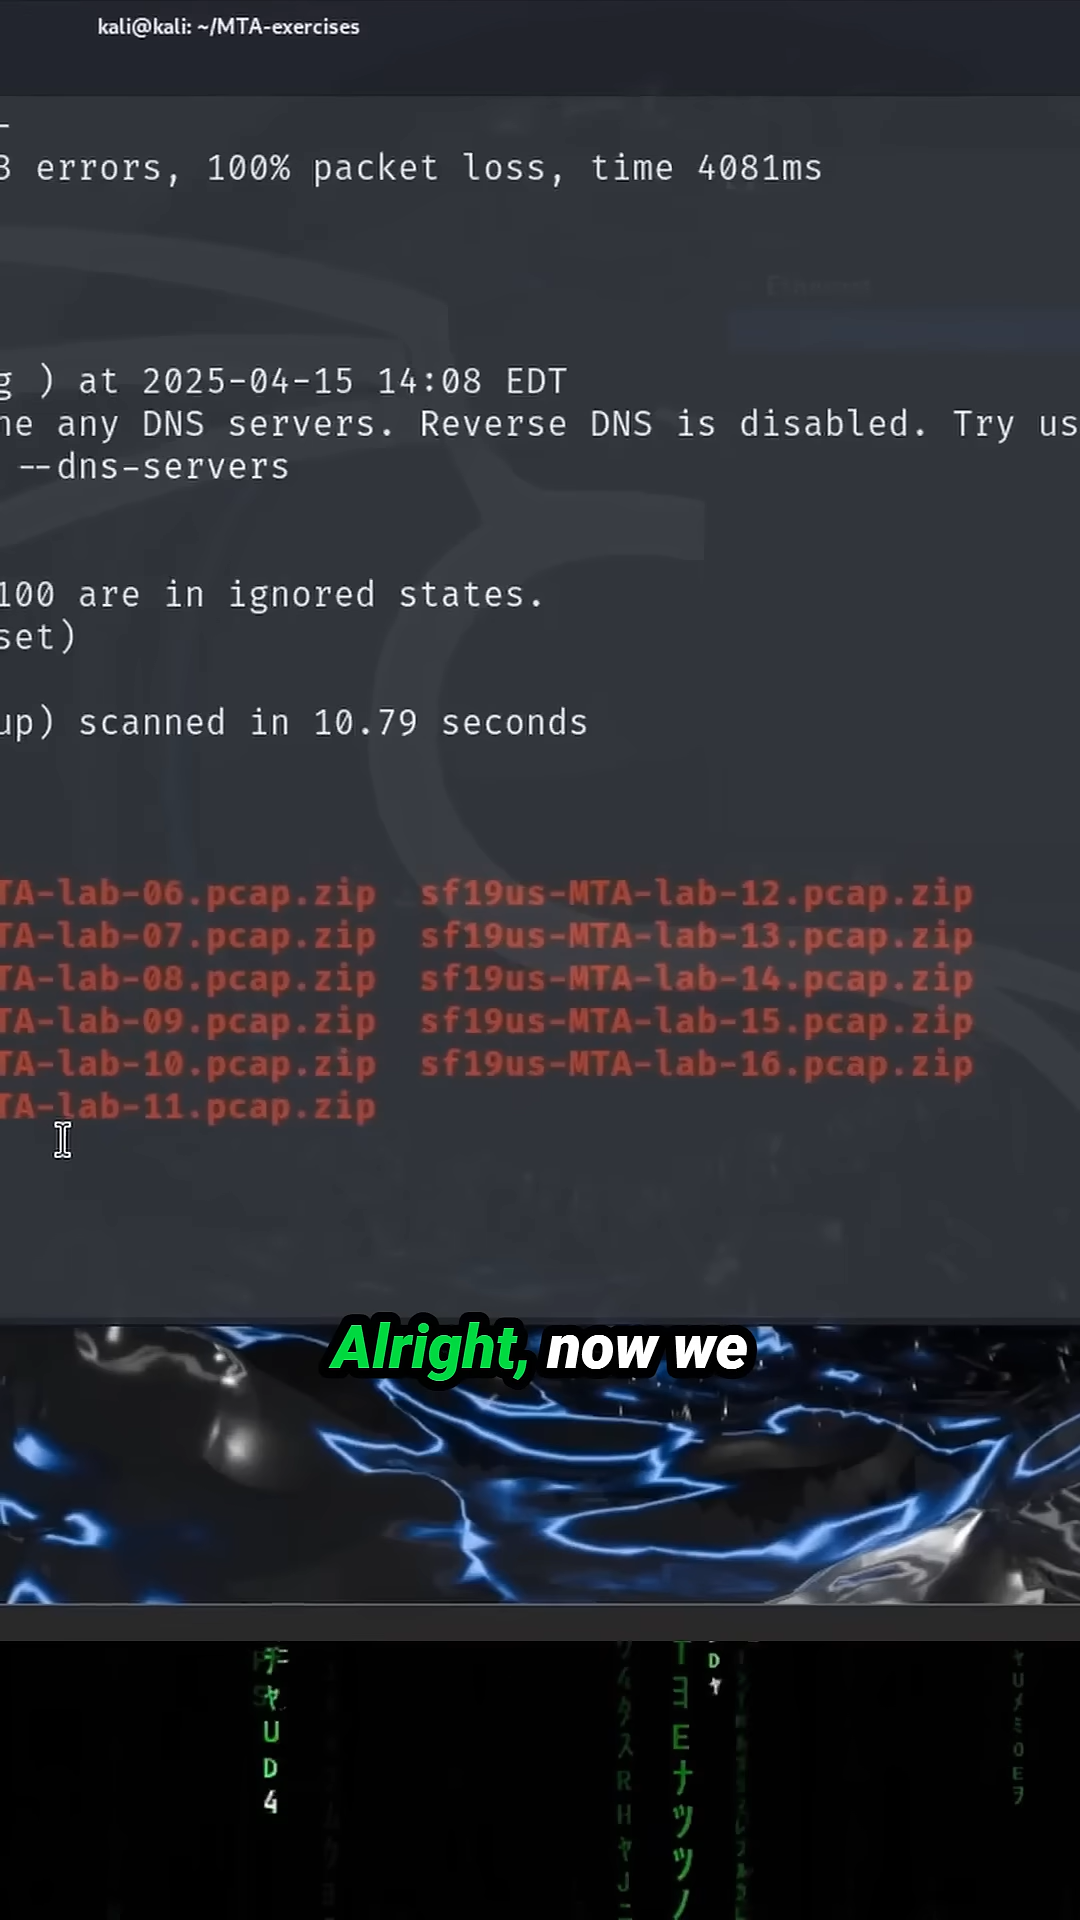 kali@kali: ~/MTA-exercises
3 errors, 100% packet loss, time 4081ms
Ethernet
g ) at 2025-04-15 14:08 EDT
ne any DNS servers. Reverse DNS is disabled. Try us
--dns-servers
100 are in ignored states.
set)
up) scanned in 10.79 seconds
TA-lab-06.pcap.zip sf19us-MTA-lab-12.pcap.zip
TA-lab-07.pcap.zip sf19us-MTA-lab-13.pcap.zip
TA-lab-08.pcap.zip sf19us-MTA-lab-14.pcap.zip
TA-lab-09.pcap.zip sf19us-MTA-lab-15.pcap.zip
TA-lab-10.pcap.zip sf19us-MTA-lab-16.pcap.zip
TA-lab-11.pcap.zip
Alright, now we